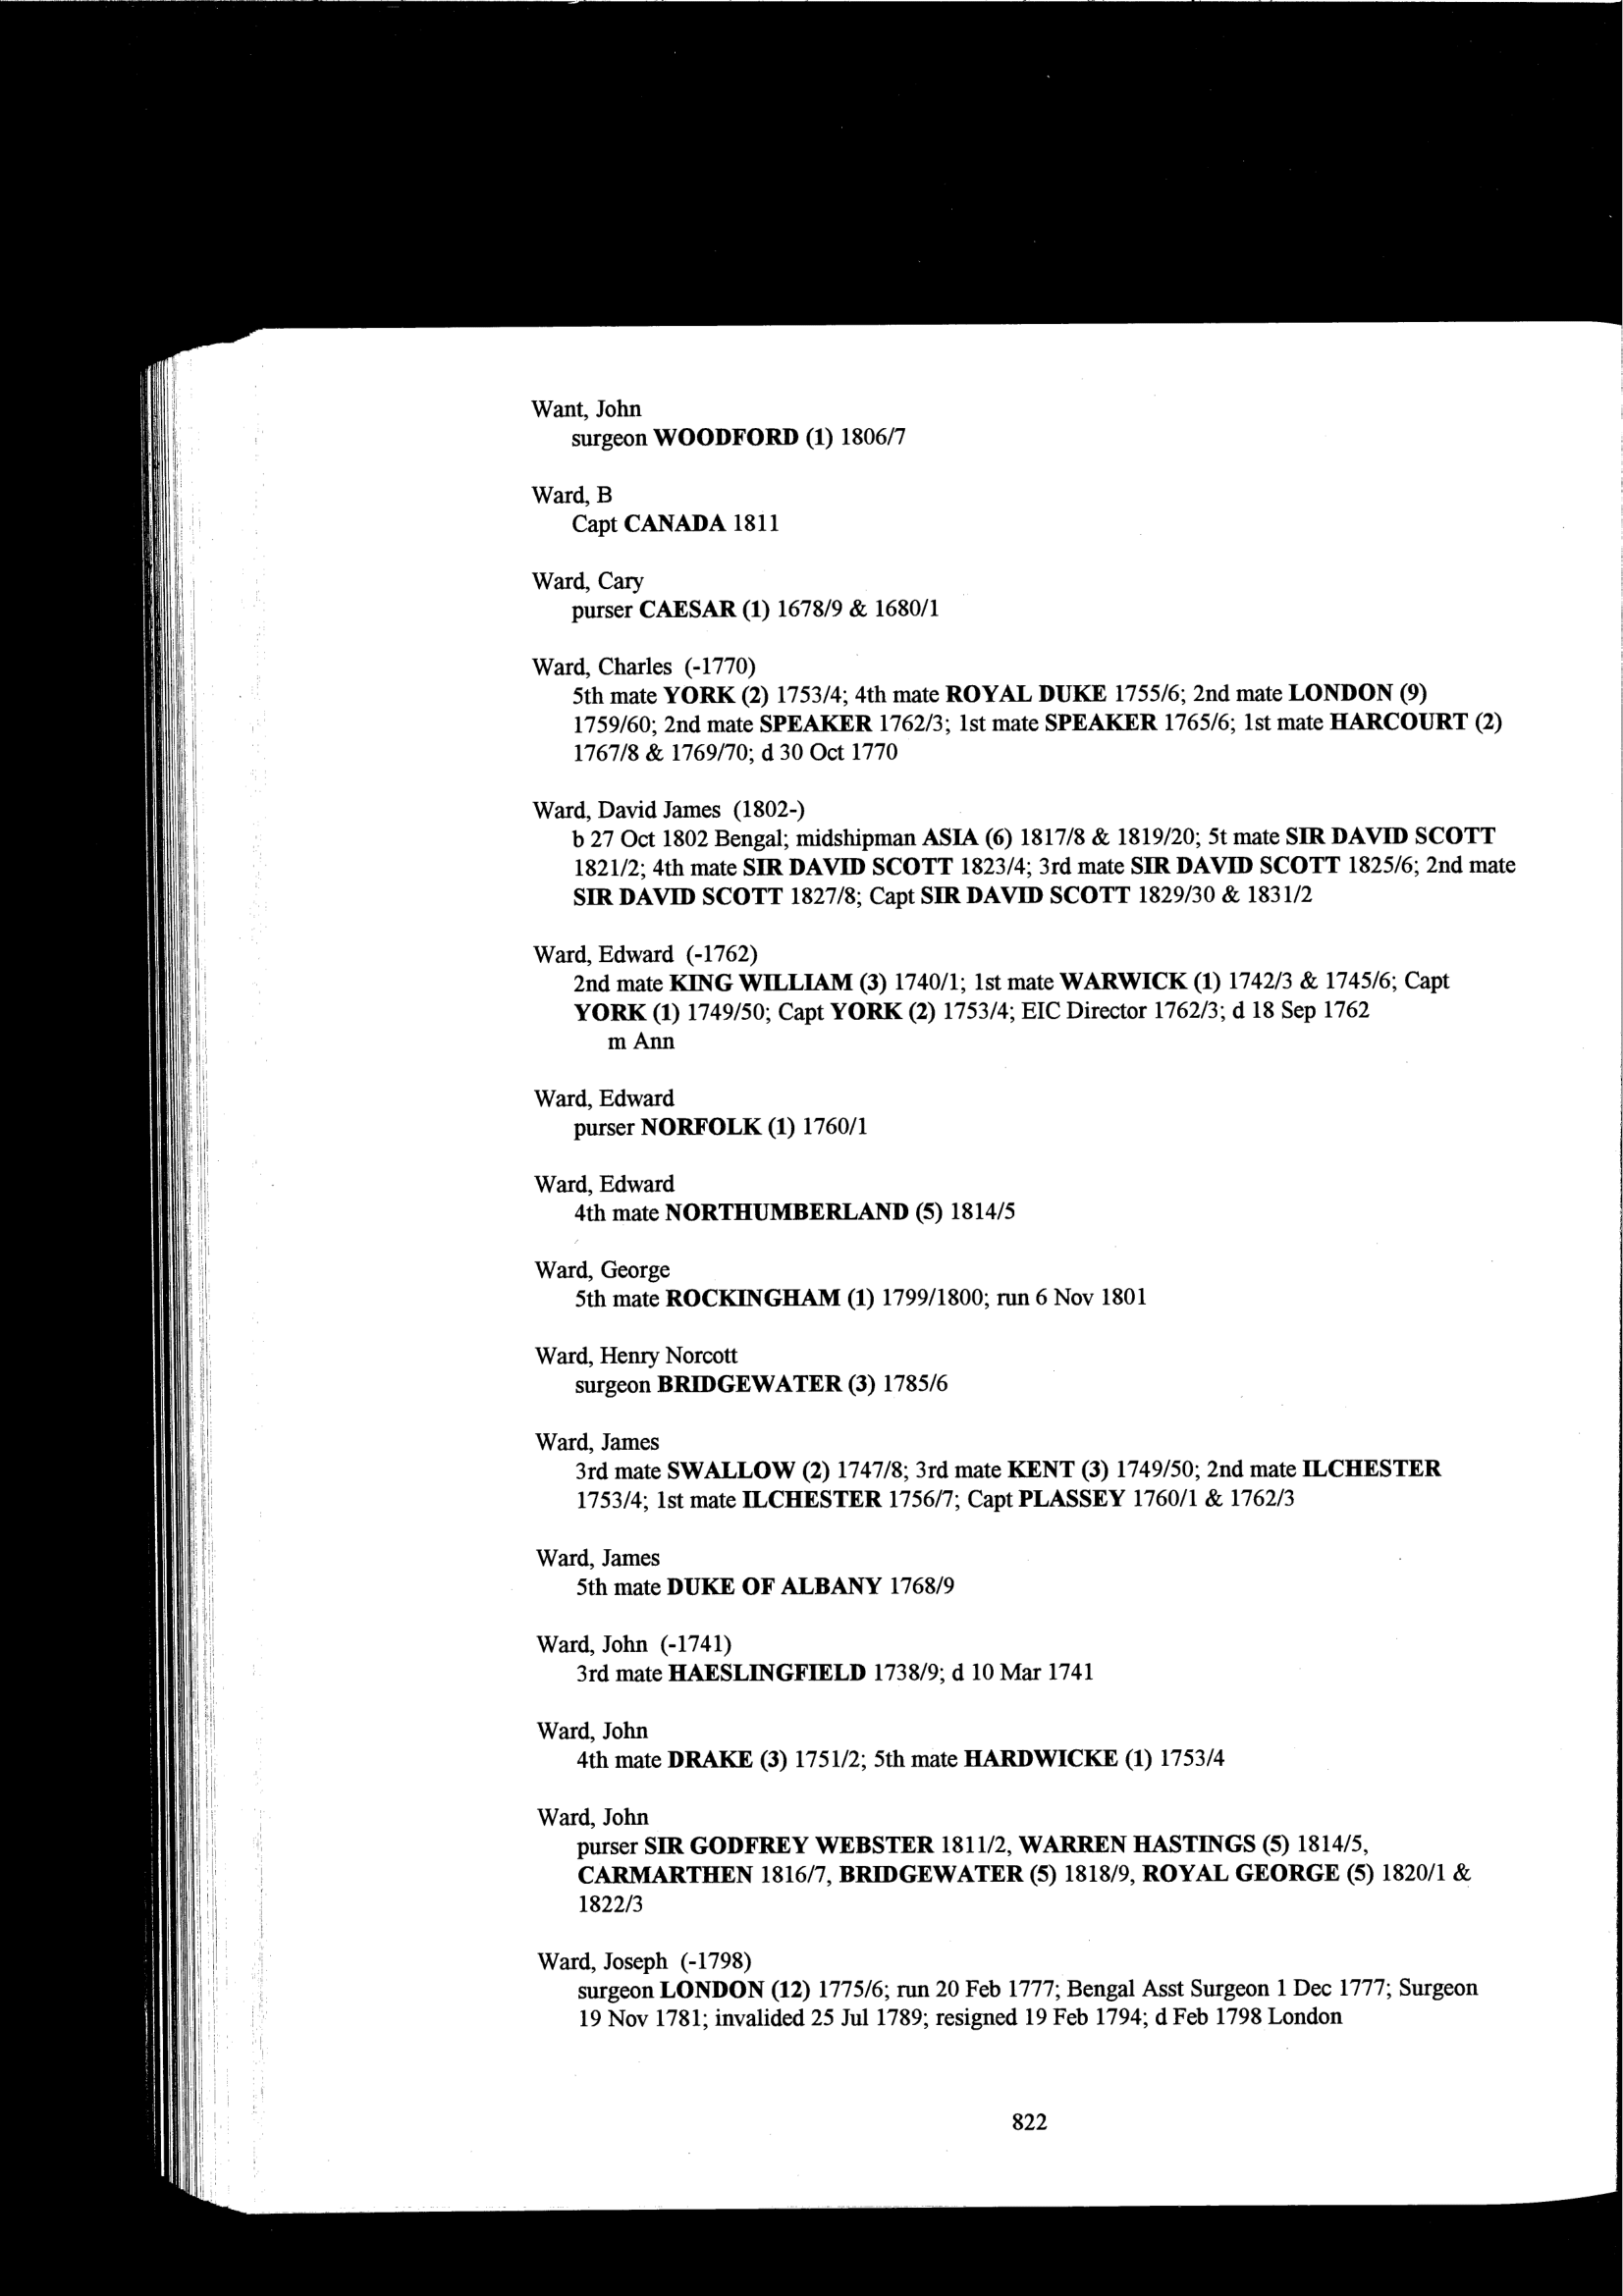 Want, John
surgeon WOODFORD (1) 1806/7
Ward, B
Capt CANADA 1811
Ward, Cary
purser CAESAR (1) 1678/9 & 1680/1
Ward, Charles (-1770)
5th mate YORK (2) 1753/4; 4th mate ROYAL DUKE 1755/6; 2nd mate LONDON (9)
1759/60; 2nd mate SPEAKER 1762/3; 1st mate SPEAKER 1765/6; 1st mate HARCOURT (2)
1767/8 & 1769/70; d 30 Oct 1770
Ward, David James (1802-)
b 27 Oct 1802 Bengal; midshipman ASIA (6) 1817/8 & 1819/20; 5t mate SIR DAVID SCOTT
1821/2; 4th mate SIR DAVID SCOTT 1823/4; 3rd mate SIR DAVID SCOTT 1825/6; 2nd mate
SIR DAVID SCOTT 1827/8; Capt SIR DAVID SCOTT 1829/30 & 1831/2
Ward, Edward (-1762)
2nd mate KING WILLIAM (3) 1740/1; 1st mate WARWICK (1) 1742/3 & 1745/6; Capt
YORK (1) 1749/50; Capt YORK (2) 1753/4; EIC Director 1762/3; d 18 Sep 1762
m Ann
Ward, Edward
purser NORFOLK (1) 1760/1
Ward, Edward
4th mate NORTHUMBERLAND (5) 1814/5
Ward, George
5th mate ROCKINGHAM (1) 1799/1800; run 6 Nov 1801
Ward, Henry Norcott
surgeon BRIDGEWATER (3) 1785/6
Ward, James
3rd mate SWALLOW (2) 1747/8; 3rd mate KENT (3) 1749/50; 2nd mate ILCHESTER
1753/4; 1st mate ILCHESTER 1756/7; Capt PLASSEY 1760/1 & 1762/3
Ward, James
5th mate DUKE OF ALBANY 1768/9
Ward, John (-1741)
3rd mate HAESLINGFIELD 1738/9; d 10 Mar 1741
Ward, John
4th mate DRAKE (3) 1751/2; 5th mate HARDWICKE (1) 1753/4
Ward, John
purser SIR GODFREY WEBSTER 1811/2, WARREN HASTINGS (5) 1814/5,
CARMARTHEN 1816/7, BRIDGEWATER (5) 1818/9, ROYAL GEORGE (5) 1820/1 &
1822/3
Ward, Joseph (-1798)
surgeon LONDON (12) 1775/6; run 20 Feb 1777; Bengal Asst Surgeon 1 Dec 1777; Surgeon
19 Nov 1781; invalided 25 Jul 1789; resigned 19 Feb 1794; d Feb 1798 London
822